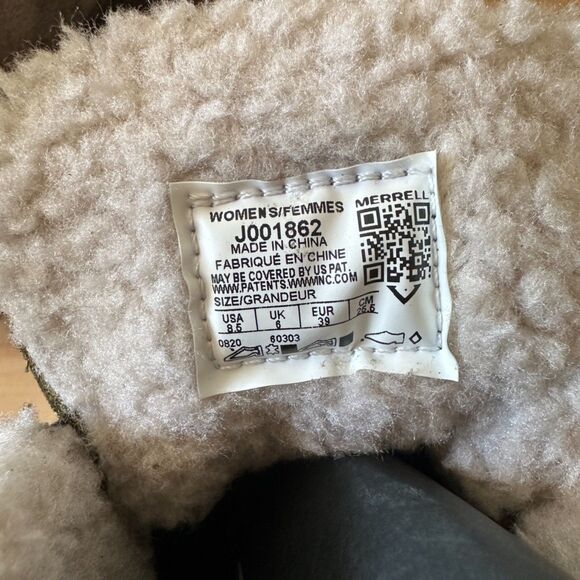 WOMENS/FEMMES
MERRELL
J001862
MADE IN CHINA
FABRIQUÉ EN CHINE
MAY BE COVERED BY US PAT.
WWW.PATENTS.WWWINC.COM
SIZE/GRANDEUR
USA UK EUR CM
8.5 6 39 25.5
0820 60303